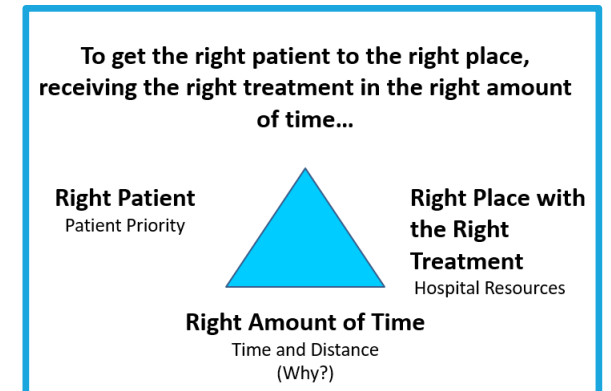 To get the right patient to the right place,
receiving the right treatment in the right amount
of time...
Right Patient
Patient Priority
Right Place with
the Right
Treatment
Hospital Resources
Right Amount of Time
Time and Distance
(Why?)